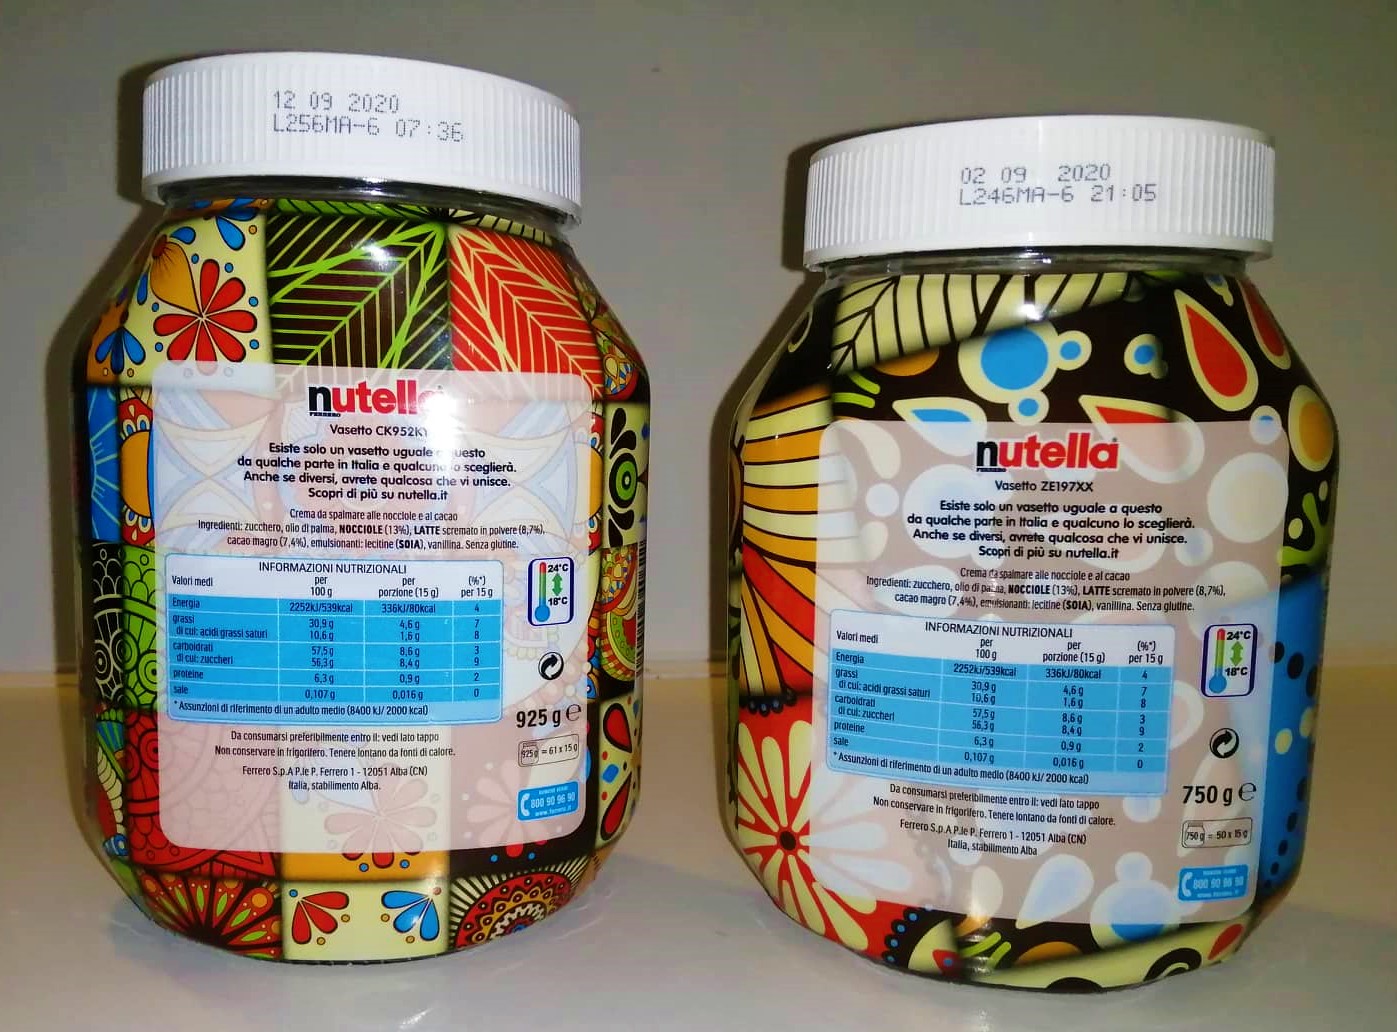 12 09 2020
L256MA-6 07:36
nutella
FERRERO
Vasetto
Esiste solo un vasetto uguale questo
da qualche parte in Italia e qualcuno lo sceglierà.
Anche se diversi, avrete qualcosa che vi unisce.
Scopri di più su nutella.it
Crema da spalmare alle nocciole e al cacao
Ingredienti: zucchero, olio di palma, NOCCIOLE (13%), LATTE scremato in polvere (8,7%),
cacao magro (7,4%), emulsionanti: lecitine (SOIA), vanillina. Senza glutine.
INFORMAZIONI NUTRIZIONALI
Valori medi per 100 g per porzione (15 g) (%*) per 15 g
Energia 2252kJ/539kcal 336kJ/80kcal 4
grassi 30,9 g 4,6 g 7
di cui: acidi grassi saturi 10,6 g 1,6 g 8
carboidrati 57,5 g 8,6 g 3
di cui: zuccheri 56,3 g 8,4 g 9
proteine 6,3 g 0,9 g 2
sale 0,107 g 0,016 g 0
* Assunzioni di riferimento di un adulto medio (8400 kJ/ 2000 kcal)
24°C
18°C
Da consumarsi preferibilmente entro il: vedi lato tappo
Non conservare in frigorifero. Tenere lontano da fonti di calore.
Ferrero S.p.A P.le P. Ferrero 1 - 12051 Alba (CN)
Italia, stabilimento Alba.
925 g e
925g = 61 x 15 g
800 90 96 90
www.ferrero.it
02 09 2020
L246MA-6 21:05
nutella
FERRERO
Vasetto ZE197XX
Esiste solo un vasetto uguale a questo
da qualche parte in Italia e qualcuno lo sceglierà.
Anche se diversi, avrete qualcosa che vi unisce.
Scopri di più su nutella.it
Crema da spalmare alle nocciole e al cacao
Ingredienti: zucchero, olio di palma, NOCCIOLE (13%), LATTE scremato in polvere (8,7%),
cacao magro (7,4%), emulsionanti: lecitine (SOIA), vanillina. Senza glutine.
INFORMAZIONI NUTRIZIONALI
Valori medi per 100 g per porzione (15 g) (%*) per 15 g
Energia 2252kJ/539kcal 336kJ/80kcal 4
grassi 30,9 g 4,6 g 7
di cui: acidi grassi saturi 10,6 g 1,6 g 8
carboidrati 57,5 g 8,6 g 3
di cui: zuccheri 56,3 g 8,4 g 9
proteine 6,3 g 0,9 g 2
sale 0,107 g 0,016 g 0
* Assunzioni di riferimento di un adulto medio (8400 kJ/ 2000 kcal)
24°C
18°C
Da consumarsi preferibilmente entro il: vedi lato tappo
Non conservare in frigorifero. Tenere lontano da fonti di calore.
Ferrero S.p.A P.le P. Ferrero 1 - 12051 Alba (CN)
Italia, stabilimento Alba
750 g e
750 g = 50 x 15 g
800 90 96 90